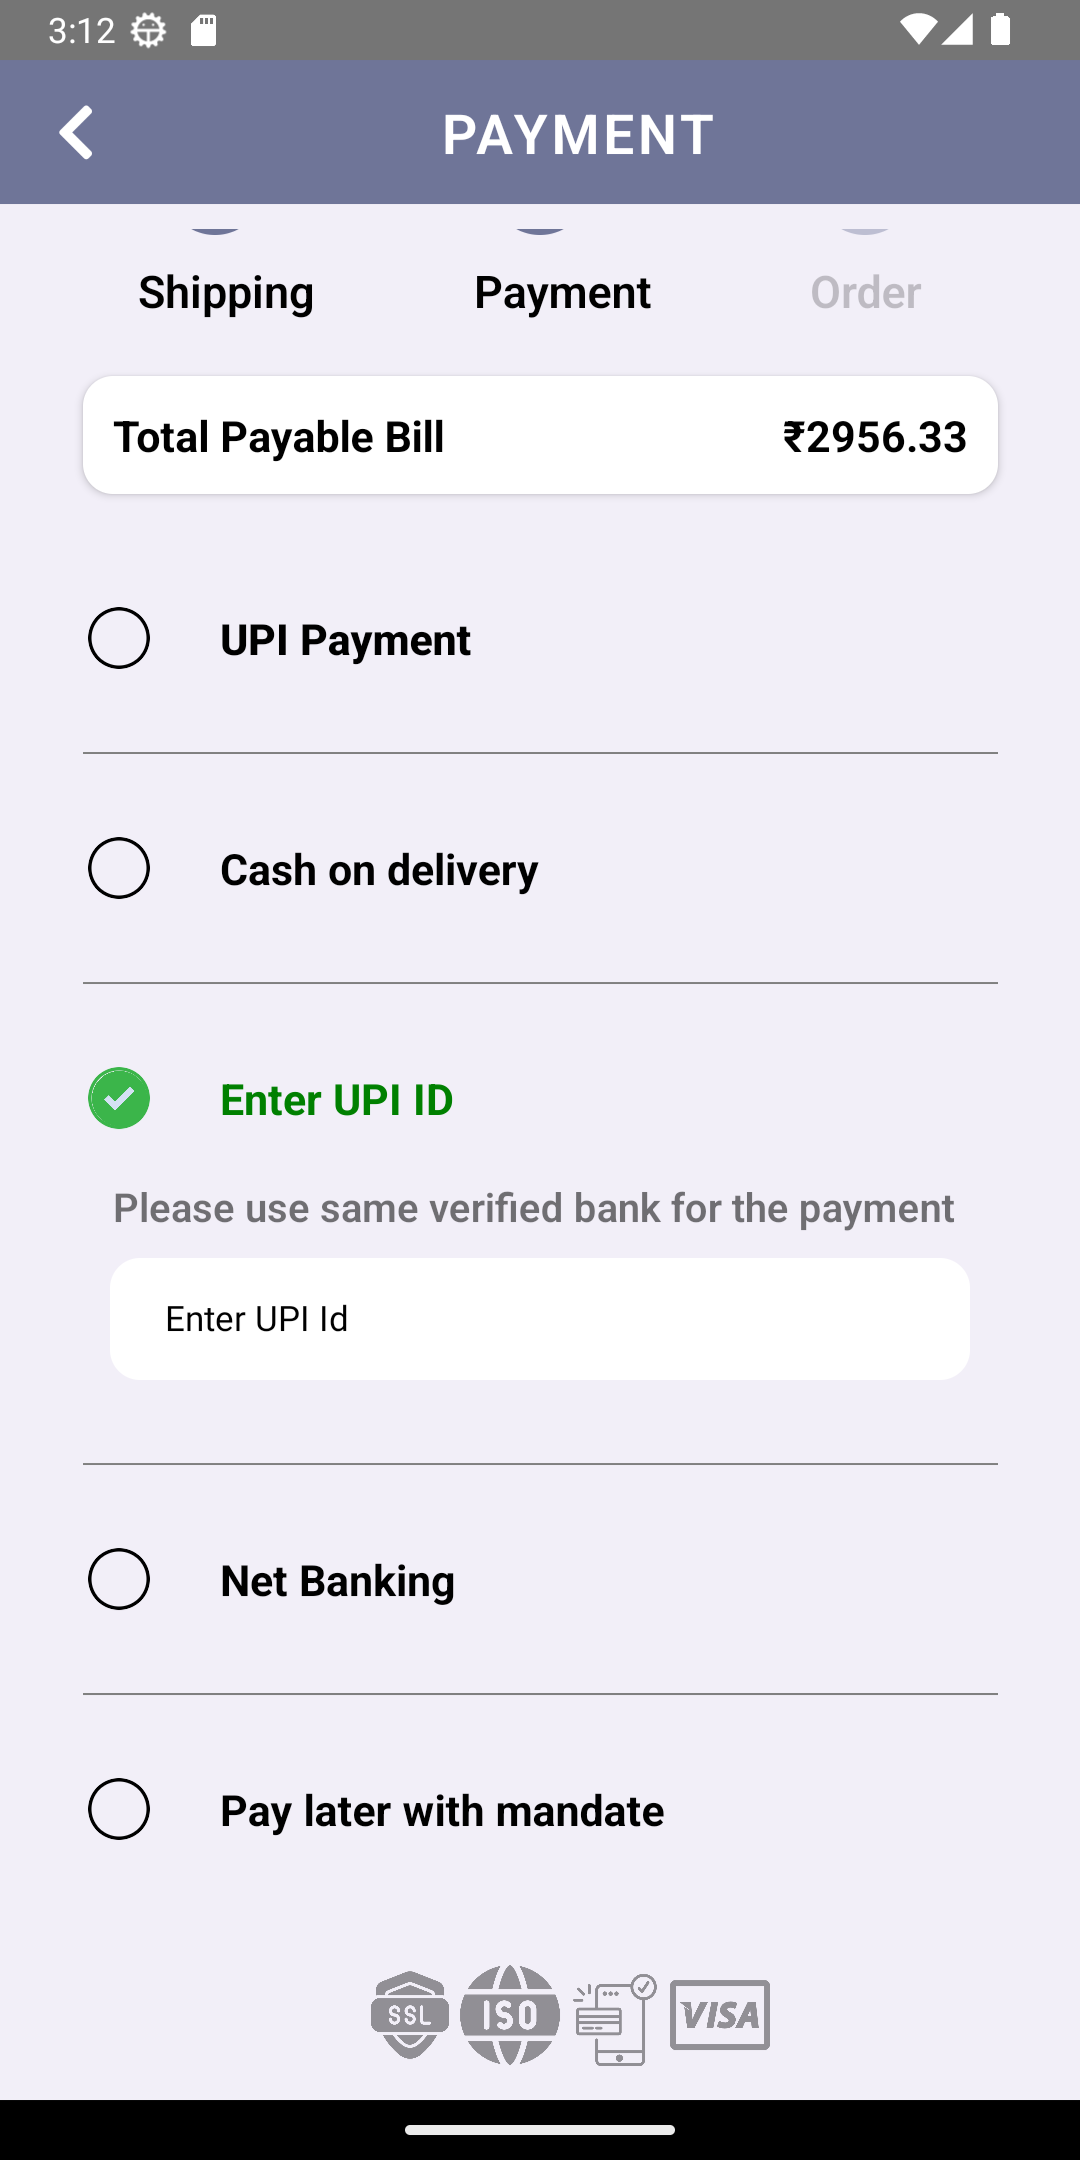 3:12
PAYMENT
Shipping Payment Order
Total Payable Bill ₹2956.33
UPI Payment
Cash on delivery
Enter UPI ID
Please use same verified bank for the payment
Enter UPI Id
Net Banking
Pay later with mandate
SSL ISO VISA